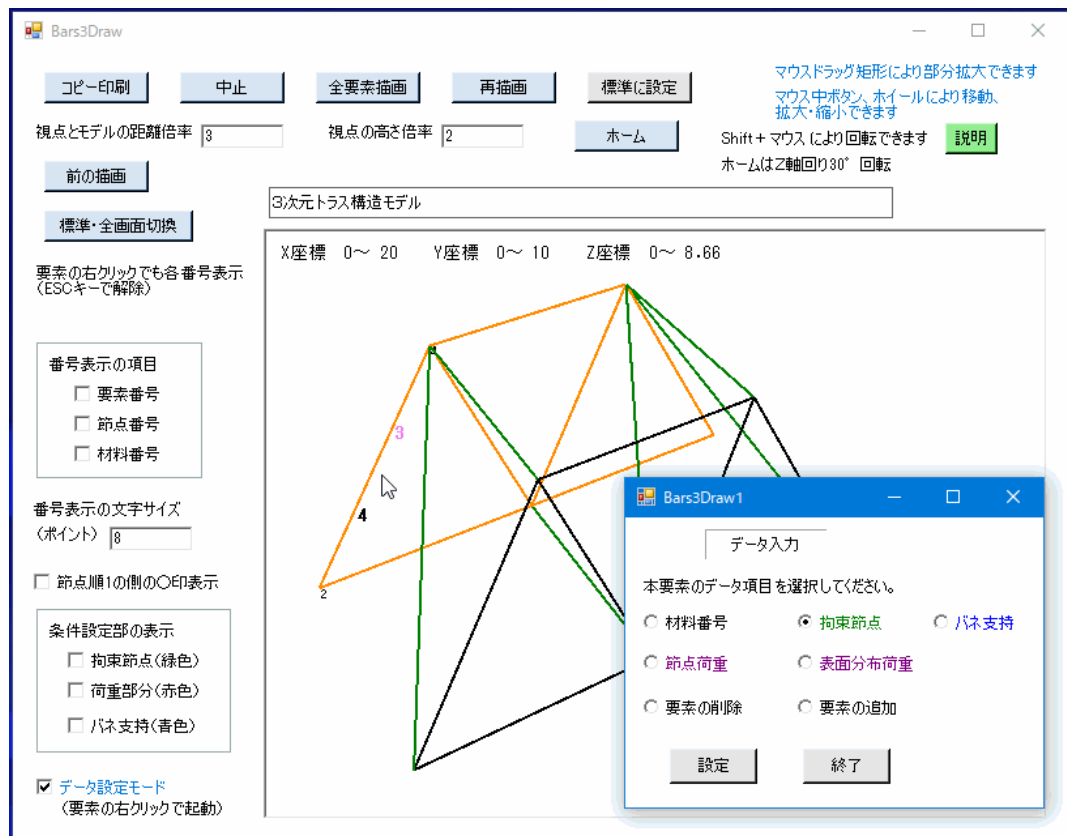 Bars3Draw
コピー印刷
中止
全要素描画
再描画
標準に設定
マウスドラッグ矩形により部分拡大できます
マウス中ボタン、ホイールにより移動、
拡大・縮小できます
視点とモデルの距離倍率 3
視点の高さ倍率 2
ホーム
Shift+マウスにより回転できます
説明
ホームはZ軸回り30°回転
前の描画
3次元トラス構造モデル
標準・全画面切換
X座標 0～ 20 Y座標 0～ 10 Z座標 0～ 8.66
要素の右クリックでも各番号表示
(ESCキーで解除)
番号表示の項目
要素番号
節点番号
材料番号
3
4
2
番号表示の文字サイズ
(ポイント) 8
節点順1の側の〇印表示
条件設定部の表示
拘束節点(緑色)
荷重部分(赤色)
バネ支持(青色)
データ設定モード
(要素の右クリックで起動)
Bars3Draw1
データ入力
本要素のデータ項目を選択してください。
材料番号
拘束節点
バネ支持
節点荷重
表面分布荷重
要素の削除
要素の追加
設定
終了